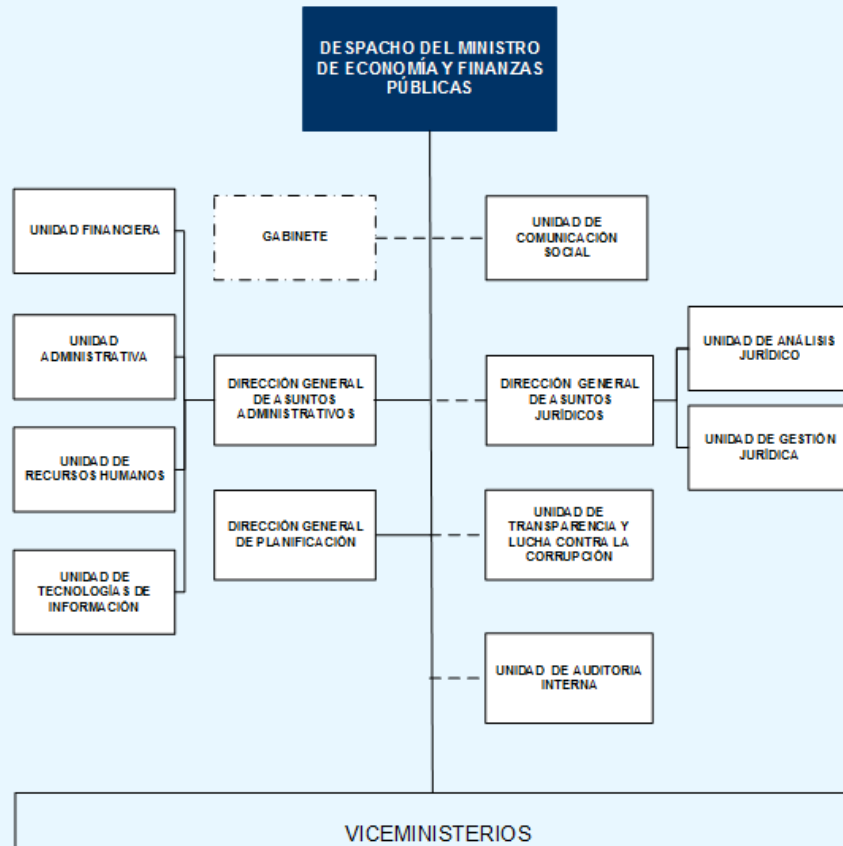 DESPACHO DEL MINISTRO
DE ECONOMÍA Y FINANZAS
PÚBLICAS
UNIDAD FINANCIERA
GABINETE
UNIDAD DE
COMUNICACIÓN
SOCIAL
UNIDAD
ADMINISTRATIVA
DIRECCIÓN GENERAL
DE ASUNTOS
ADMINISTRATIVOS
DIRECCIÓN GENERAL
DE ASUNTOS
JURÍDICOS
UNIDAD DE ANÁLISIS
JURÍDICO
UNIDAD DE GESTIÓN
JURÍDICA
UNIDAD DE
RECURSOS HUMANOS
DIRECCIÓN GENERAL
DE PLANIFICACIÓN
UNIDAD DE
TRANSPARENCIA Y
LUCHA CONTRA LA
CORRUPCIÓN
UNIDAD DE
TECNOLOGÍAS DE
INFORMACIÓN
UNIDAD DE AUDITORIA
INTERNA
VICEMINISTERIOS